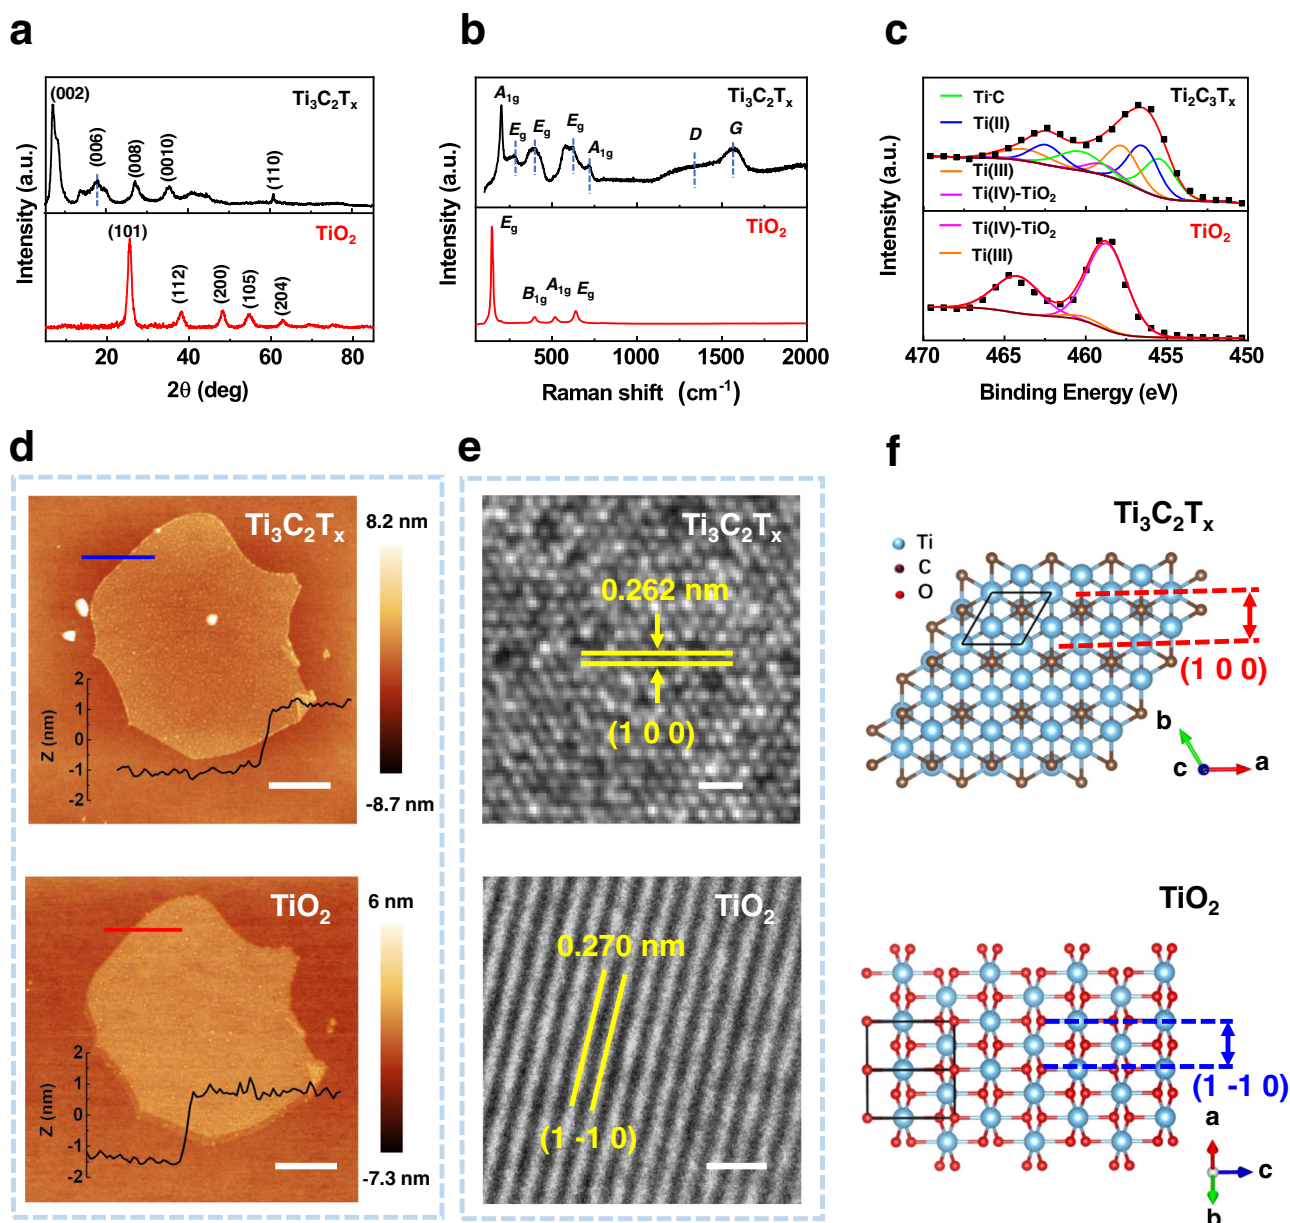 a
Intensity (a.u.)
(002)
(006)
(008)
(0010)
(110)
Ti₃C₂Tₓ
(101)
(112)
(200)
(105)
(204)
TiO₂
20 40 60 80
2θ (deg)
b
Intensity (a.u.)
A₁g
Eg
Eg
Eg
A₁g
D
G
Ti₃C₂Tₓ
Eg
B₁g
A₁g
Eg
TiO₂
500 1000 1500 2000
Raman shift (cm⁻¹)
c
Intensity (a.u.)
Ti-C
Ti(II)
Ti(III)
Ti(IV)-TiO₂
Ti₂C₃Tₓ
Ti(IV)-TiO₂
Ti(III)
TiO₂
470 465 460 455 450
Binding Energy (eV)
d
Ti₃C₂Tₓ
8.2 nm
-8.7 nm
Z (nm)
2
1
0
-1
-2
TiO₂
6 nm
-7.3 nm
Z (nm)
2
1
0
-1
-2
e
Ti₃C₂Tₓ
0.262 nm
(1 0 0)
TiO₂
0.270 nm
(1 -1 0)
f
Ti₃C₂Tₓ
Ti
C
O
(1 0 0)
b
c
a
TiO₂
(1 -1 0)
a
c
b